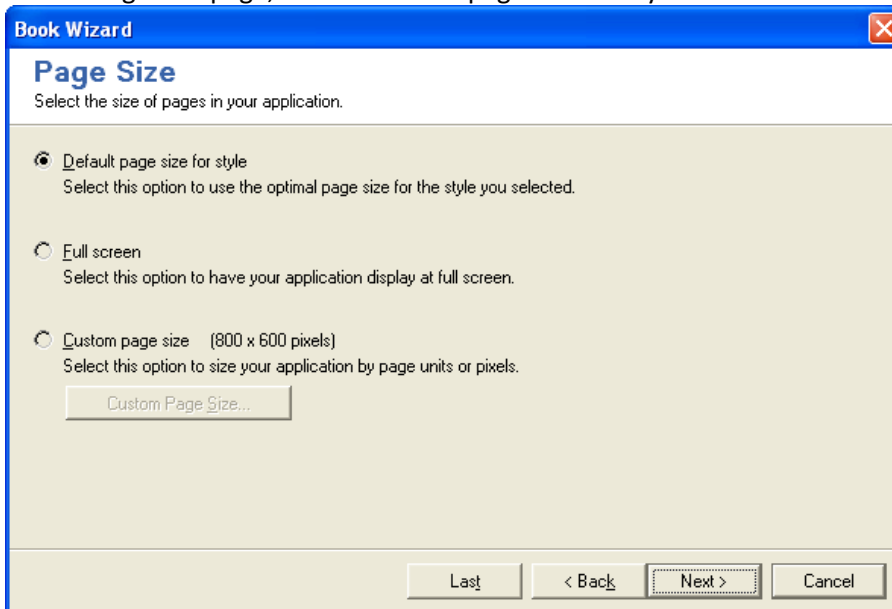 Book Wizard
Page Size
Select the size of pages in your application.
Default page size for style
Select this option to use the optimal page size for the style you selected.
Full screen
Select this option to have your application display at full screen.
Custom page size (800 x 600 pixels)
Select this option to size your application by page units or pixels.
Custom Page Size...
Last < Back Next > Cancel